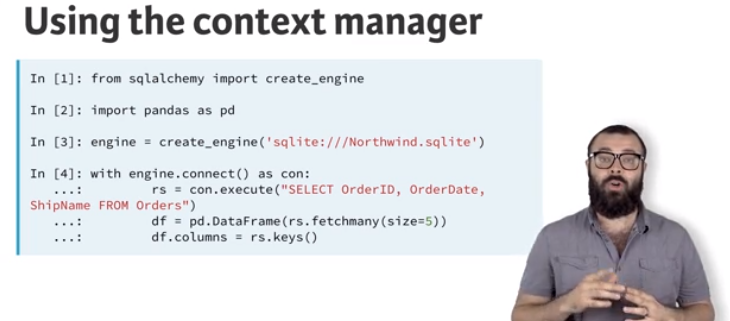 Using the context manager
In [1]: from sqlalchemy import create_engine
In [2]: import pandas as pd
In [3]: engine = create_engine('sqlite:///Northwind.sqlite')
In [4]: with engine.connect() as con:
...: rs = con.execute("SELECT OrderID, OrderDate,
ShipName FROM Orders")
...: df = pd.DataFrame(rs.fetchmany(size=5))
...: df.columns = rs.keys()